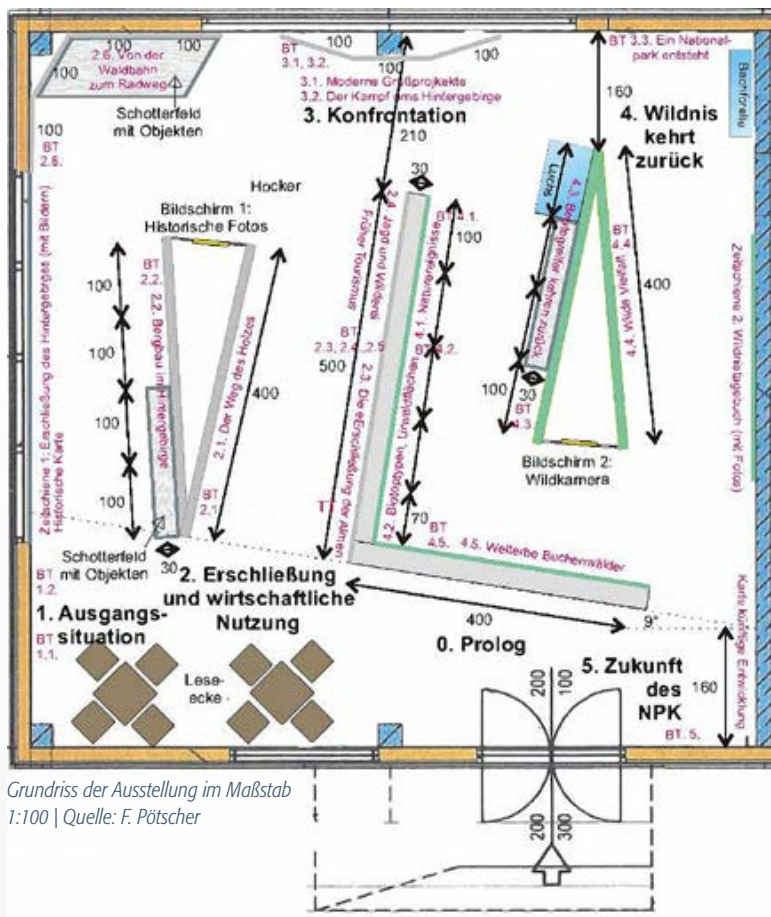 100 100
2.6. Von der
Waldbahn
zum Radweg
100
Schotterfeld
mit Objekten
100
BT
2.6.
BT
3.1, 3.2.
100
100
100
3.1. Moderne Großprojkekte
3.2. Der Kampf ums Hintergebirge
3. Konfrontation
210
BT 3.3. Ein National-
park entsteht
160
4. Wildnis
kehrt
zurück
Bachforelle
Hocker
Bildschirm 1:
Historische Fotos
30
Zeitschiene 1: Erschließung des Hintergebirges (mit Bildern)
Historische Karte
100
100
100
100
BT
2.2.
2.2. Bergbau im Hintergebirge
2.1. Der Weg des Holzes
400
BT
2.1
Schotterfeld
mit Objekten
30
2.4. Jagd und Wilderei
Früher Tourismus
BT
2.3, 2.4., 2.5
500
2.3. Die eErschließung der Almen
TT
BT 4.1.
100
4.1. Naturereignisse
BT 4.2.
4.2. Biotoptypen, Urwaldflächen
70
Luchs
4.3. Beutegreifer kehren zurück
100
30
BT
4.3.
BT
4.4
400
Bildschirm 2:
Wildkamera
Zeitschiene 2: Wildnistagebuch (mit Fotos)
BT
4.5. 4.5. Welterbe Buchenwälder
BT
1.2.
1. Ausgangs-
situation
BT
1.1.
2. Erschließung
und wirtschaftliche
Nutzung
400
9°
0. Prolog
Lese-
ecke
5. Zukunft
des
NPK
BT. 5.
160
Karte künftige Entwicklung
200 100
200 300
Grundriss der Ausstellung im Maßstab
1:100 | Quelle: F. Pötscher